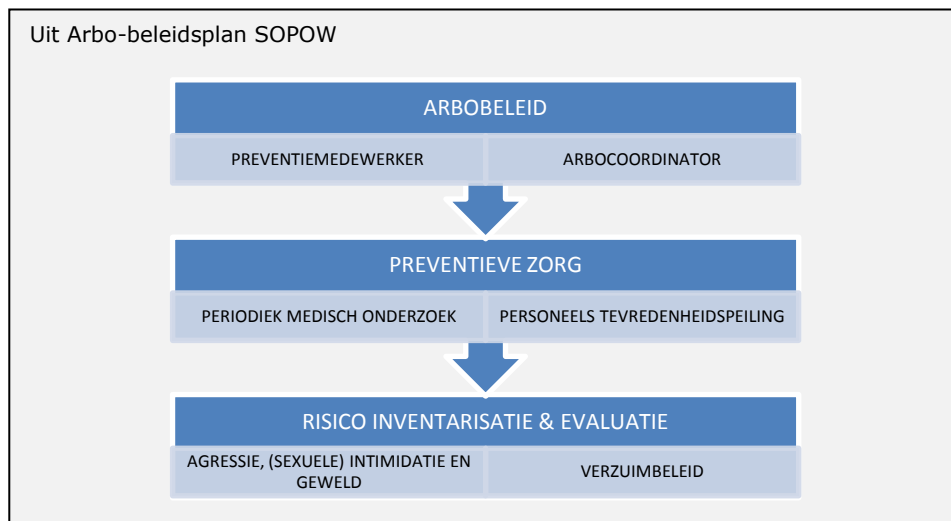 Uit Arbo-beleidsplan SOPOW
ARBOBELEID
PREVENTIEMEDEWERKER
ARBOCOORDINATOR
PREVENTIEVE ZORG
PERIODIEK MEDISCH ONDERZOEK
PERSONEELS TEVREDENHEIDSPEILING
RISICO INVENTARISATIE & EVALUATIE
AGRESSIE, (SEXUELE) INTIMIDATIE EN
GEWELD
VERZUIMBELEID